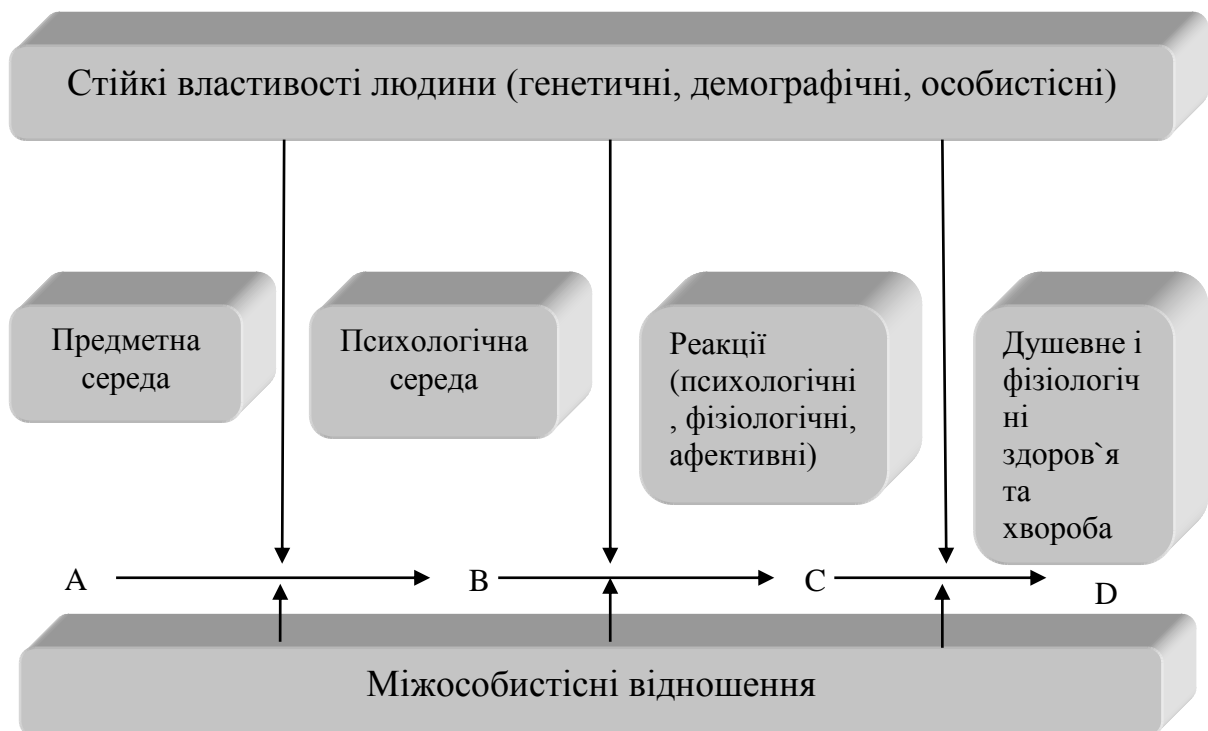 Стійкі властивості людини (генетичні, демографічні, особистісні)
Предметна
середа
Психологічна
середа
Реакції
(психологічні
, фізіологічні,
афективні)
Душевне і
фізіологіч
ні
здоров`я
та
хвороба
A
B
C
D
Міжособистісні відношення